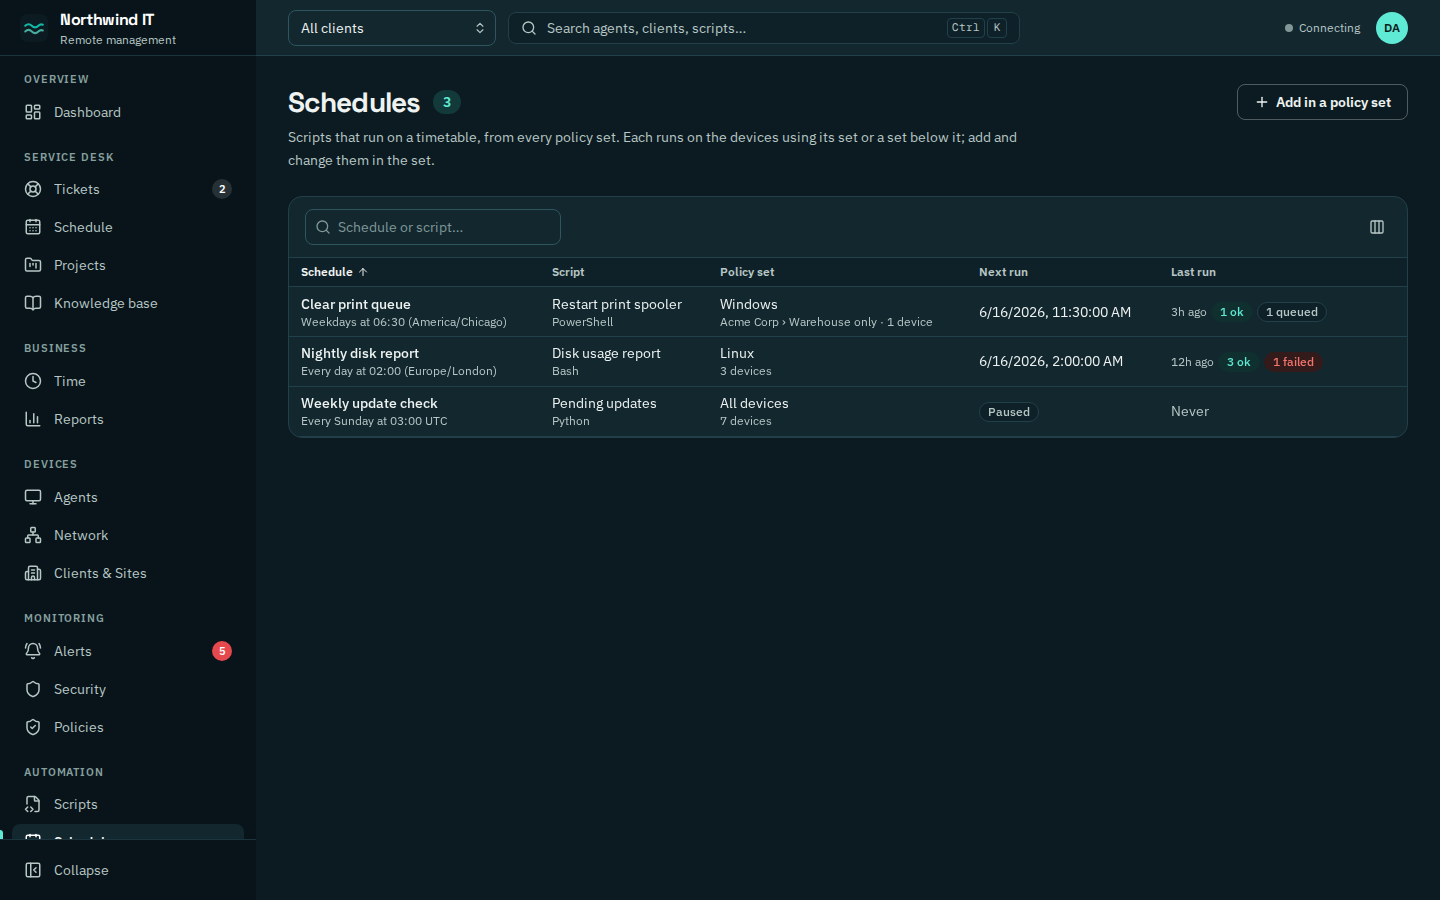 Northwind IT
Remote management
All clients
Search agents, clients, scripts...
Ctrl K
Connecting
DA
OVERVIEW
Dashboard
SERVICE DESK
Tickets 2
Schedule
Projects
Knowledge base
BUSINESS
Time
Reports
DEVICES
Agents
Network
Clients & Sites
MONITORING
Alerts 5
Security
Policies
AUTOMATION
Scripts
Collapse
Schedules 3
Add in a policy set
Scripts that run on a timetable, from every policy set. Each runs on the devices using its set or a set below it; add and
change them in the set.
Schedule or script...
Schedule Script Policy set Next run Last run
Clear print queue Restart print spooler Windows 6/16/2026, 11:30:00 AM 3h ago 1 ok 1 queued
Weekdays at 06:30 (America/Chicago) PowerShell Acme Corp › Warehouse only · 1 device
Nightly disk report Disk usage report Linux 6/16/2026, 2:00:00 AM 12h ago 3 ok 1 failed
Every day at 02:00 (Europe/London) Bash 3 devices
Weekly update check Pending updates All devices Paused Never
Every Sunday at 03:00 UTC Python 7 devices